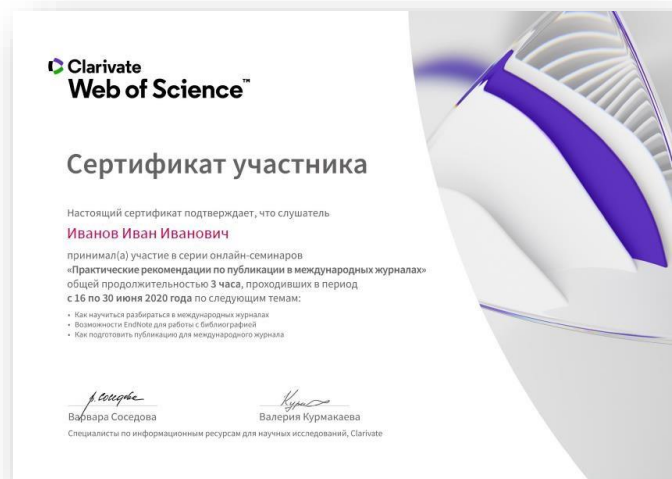 Clarivate
Web of Science™
Сертификат участника
Настоящий сертификат подтверждает, что слушатель
Иванов Иван Иванович
принимал(а) участие в серии онлайн-семинаров
«Практические рекомендации по публикации в международных журналах»
общей продолжительностью 3 часа, проходивших в период
с 16 по 30 июня 2020 года по следующим темам:
• Как научиться разбираться в международных журналах
• Возможности EndNote для работы с библиографией
• Как подготовить публикацию для международного журнала
В. Соседова
Варвара Соседова
Валерия Курмакаева
Специалисты по информационным ресурсам для научных исследований, Clarivate